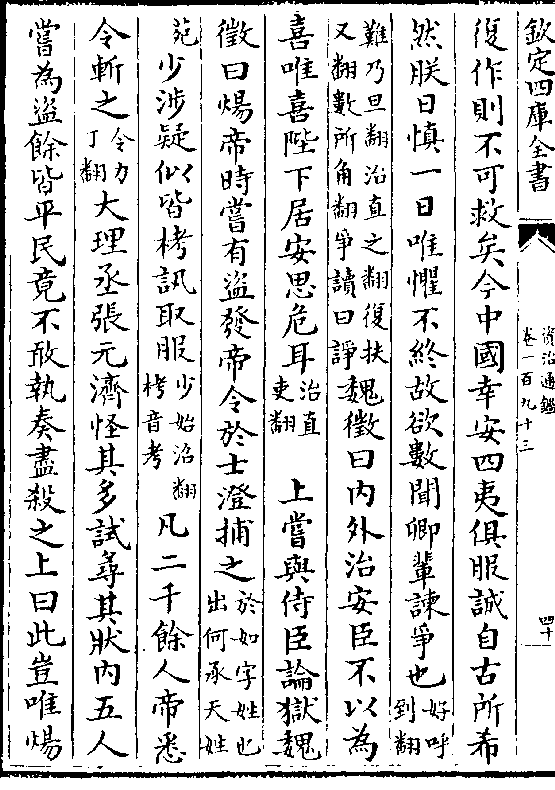 欽定四庫全書
資治通鑑
卷一百九十三
四十
復作則不可救矣今中國幸安四夷俱服誠自古所希
然朕日慎一日唯懼不終故欲數聞卿輩諫爭也好呼到翻
難乃旦翻治直之翻復扶又翻數所角翻爭讀曰諍魏徵曰內外治安臣不以為
喜唯喜陛下居安思危耳治直吏翻 上嘗與侍臣論獄魏
徵曰煬帝時嘗有盜發帝令於士澄捕之於如字姓也出何承天姓
苑少涉疑似皆栲訊取服少始沼翻栲音考凡二千餘人帝悉
令斬之令力丁翻大理丞張元濟怪其多試尋其狀內五人
嘗為盜餘皆平民竟不敢執奏盡殺之上曰此豈唯煬